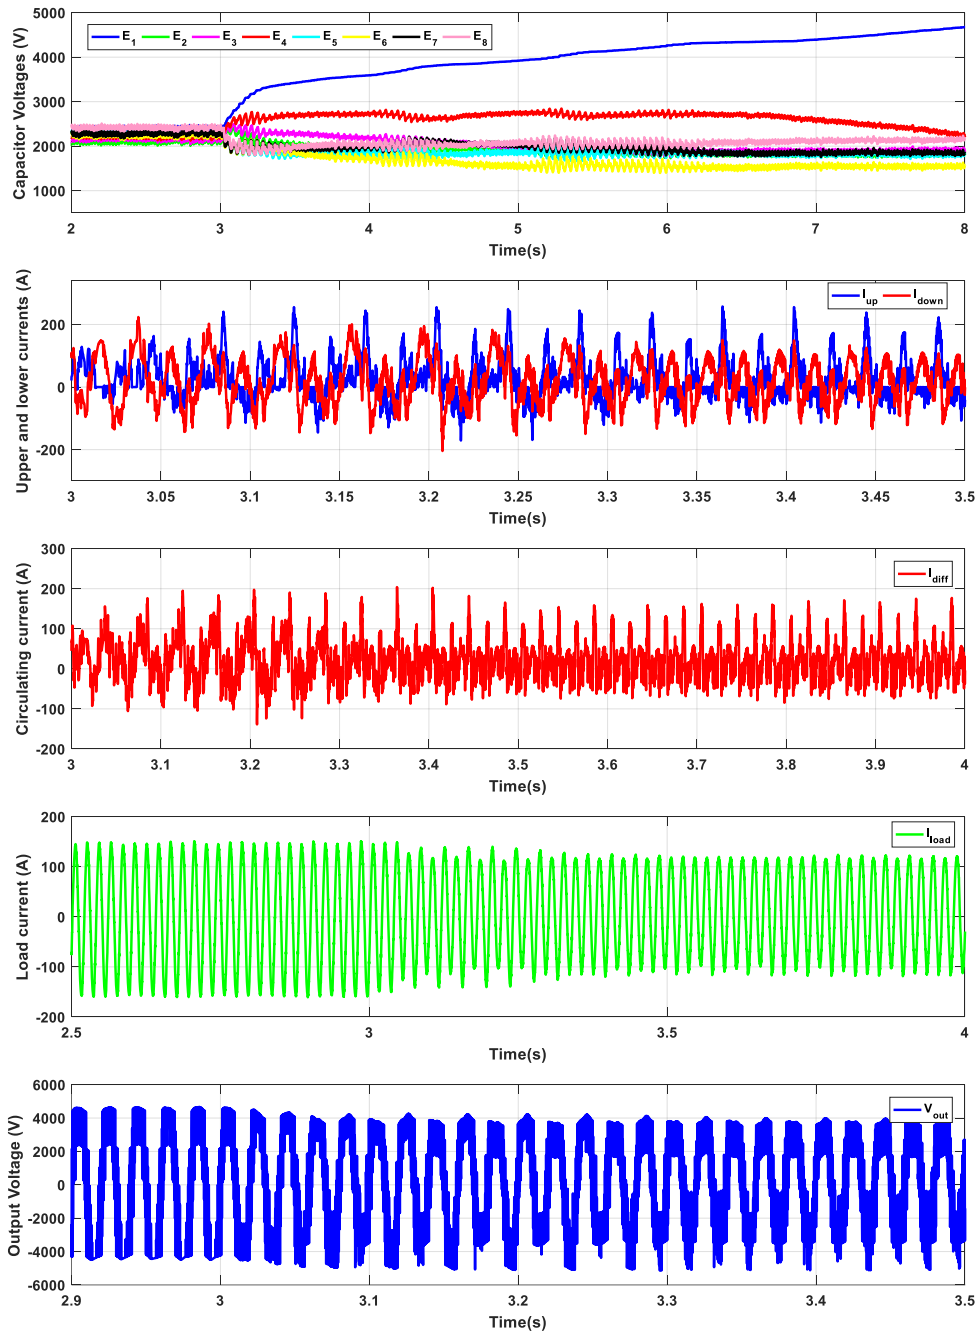 5000
4000
3000
2000
1000
Capacitor Voltages (V)
E1 E2 E3 E4 E5 E6 E7 E8
2 3 4 5 6 7 8
Time(s)
200
0
-200
Upper and lower currents (A)
Iup Idown
3 3.05 3.1 3.15 3.2 3.25 3.3 3.35 3.4 3.45 3.5
Time(s)
300
200
100
0
-100
-200
Circulating current (A)
Idiff
3 3.1 3.2 3.3 3.4 3.5 3.6 3.7 3.8 3.9 4
Time(s)
200
100
0
-100
-200
Load current (A)
Iload
2.5 3 3.5 4
Time(s)
6000
4000
2000
0
-2000
-4000
-6000
Output Voltage (V)
Vout
2.9 3 3.1 3.2 3.3 3.4 3.5
Time(s)